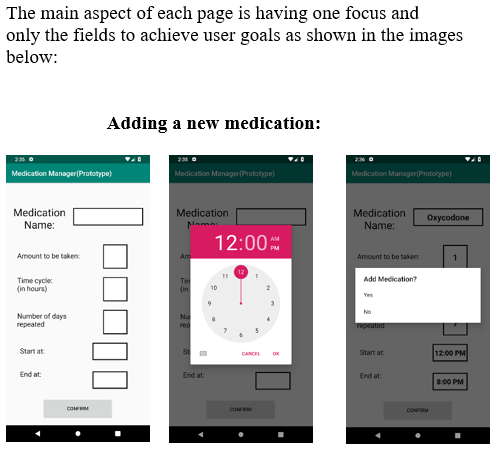 The main aspect of each page is having one focus and
only the fields to achieve user goals as shown in the images
below:
Adding a new medication:
2:35
Medication Manager(Prototype)
Medication
Name:
Amount to be taken:
Time cycle:
(in hours)
Number of days
repeated
Start at:
End at:
CONFIRM
2:35
Medication Manager(Prototype)
Medication
Name:
12:00 AM
PM
12
11
1
10
2
9
3
8
4
7
5
6
CANCEL
OK
End at:
CONFIRM
2:36
Medication Manager(Prototype)
Medication
Name:
Oxycodone
Amount to be taken:
1
Add Medication?
Yes
No
repeated
7
Start at:
12:00 PM
End at:
8:00 PM
CONFIRM